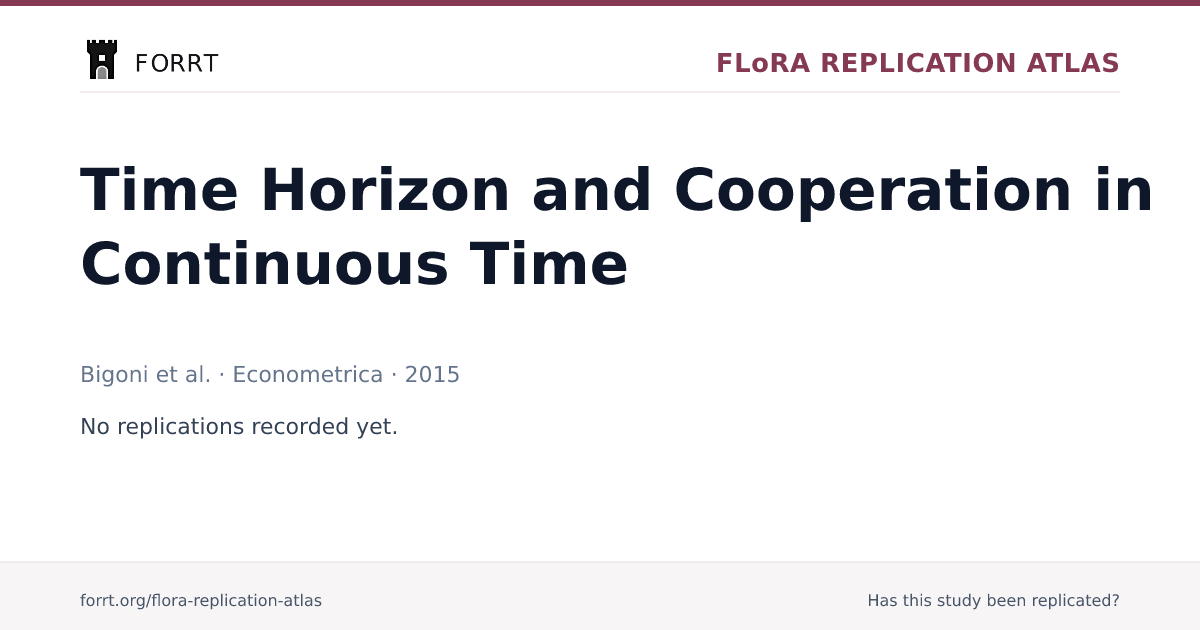 FORRT
FLoRA REPLICATION ATLAS
Time Horizon and Cooperation in
Continuous Time
Bigoni et al. · Econometrica · 2015
No replications recorded yet.
forrt.org/flora-replication-atlas
Has this study been replicated?